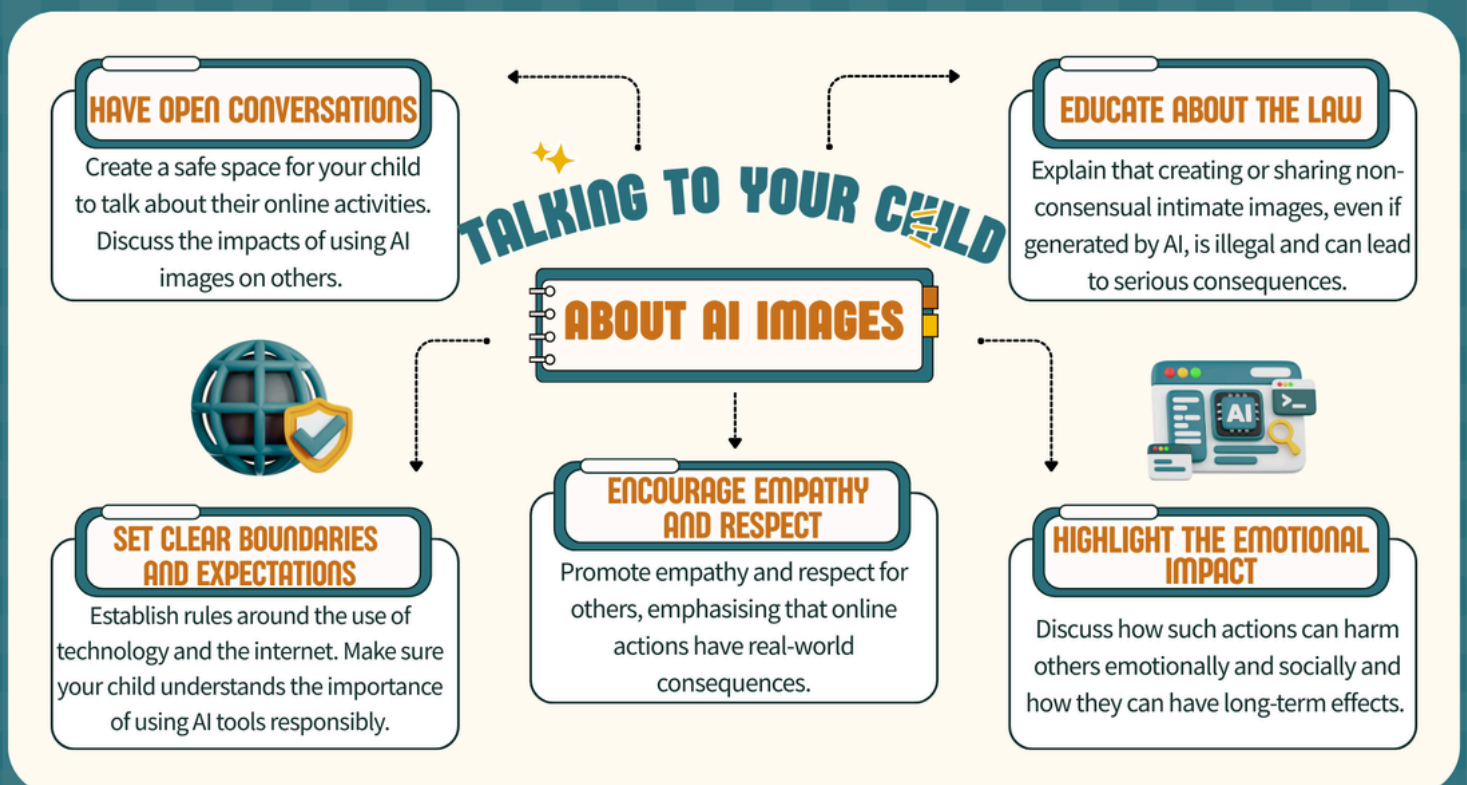 TALKING TO YOUR CHILD
ABOUT AI IMAGES
HAVE OPEN CONVERSATIONS
Create a safe space for your child
to talk about their online activities.
Discuss the impacts of using AI
images on others.
EDUCATE ABOUT THE LAW
Explain that creating or sharing non-
consensual intimate images, even if
generated by AI, is illegal and can lead
to serious consequences.
SET CLEAR BOUNDARIES
AND EXPECTATIONS
Establish rules around the use of
technology and the internet. Make sure
your child understands the importance
of using AI tools responsibly.
ENCOURAGE EMPATHY
AND RESPECT
Promote empathy and respect for
others, emphasising that online
actions have real-world
consequences.
AI
>_
HIGHLIGHT THE EMOTIONAL
IMPACT
Discuss how such actions can harm
others emotionally and socially and
how they can have long-term effects.